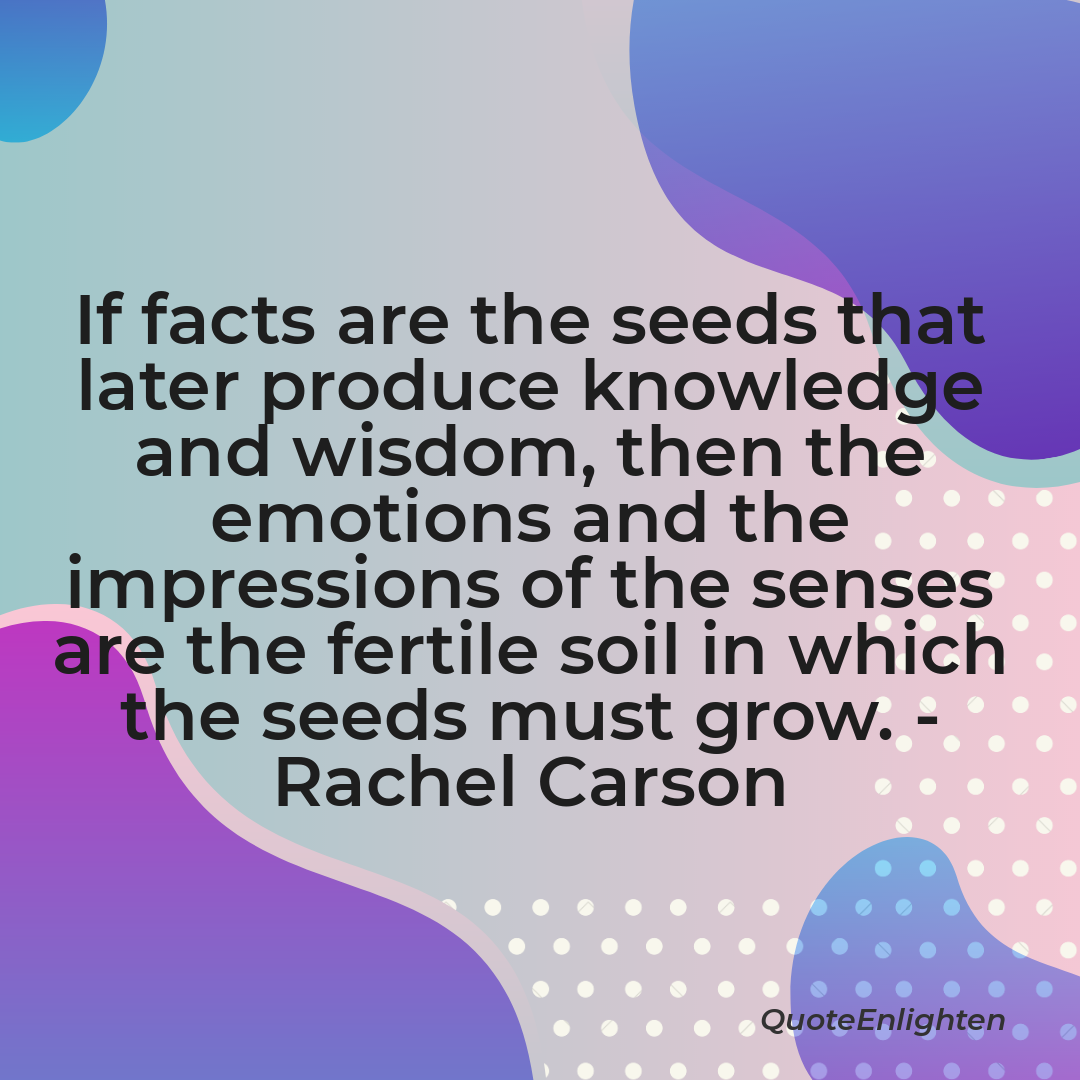 If facts are the seeds that
later produce knowledge
and wisdom, then the
emotions and the
impressions of the senses
are the fertile soil in which
the seeds must grow. -
Rachel Carson
QuoteEnlighten